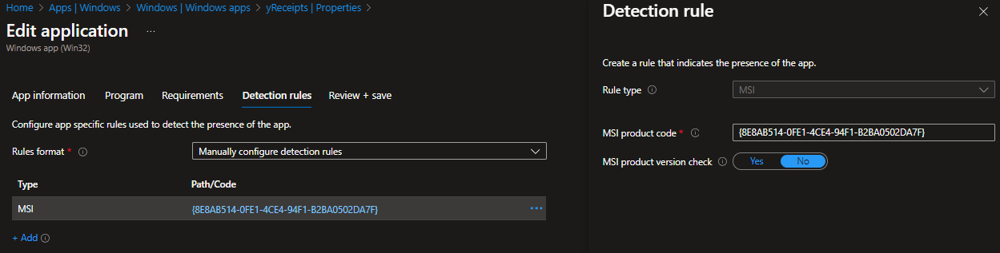 Home > Apps | Windows > Windows | Windows apps > yReceipts | Properties >
Edit application ...
Windows app (Win32)
App information Program Requirements Detection rules Review + save
Configure app specific rules used to detect the presence of the app.
Rules format * Manually configure detection rules
Type Path/Code
MSI {8E8AB514-0FE1-4CE4-94F1-B2BA0502DA7F} ...
+ Add
Detection rule
Create a rule that indicates the presence of the app.
Rule type MSI
MSI product code * {8E8AB514-0FE1-4CE4-94F1-B2BA0502DA7F}
MSI product version check Yes No